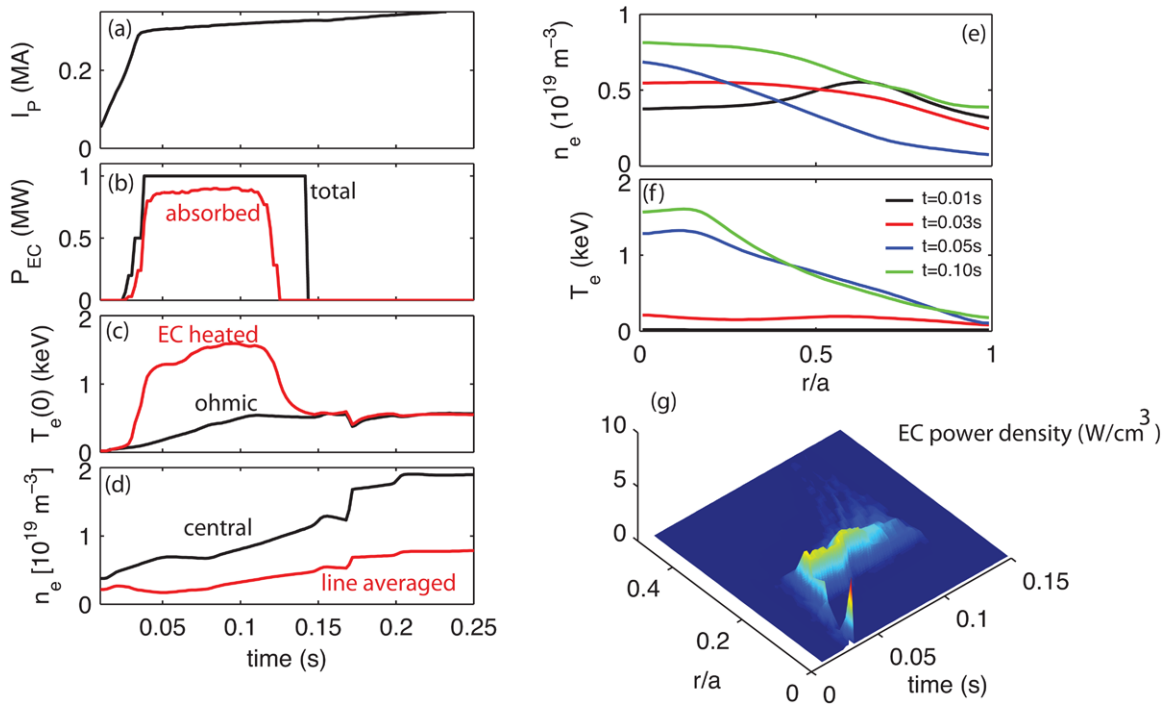 (a)
I_P (MA)
0.2
0
(b)
P_EC (MW)
1
0.5
0
total
absorbed
(c)
T_e(0) (keV)
2
1
0
EC heated
ohmic
(d)
n_e [10^19 m^−3]
2
1
0
central
line averaged
0.05 0.1 0.15 0.2 0.25
time (s)
(e)
n_e (10^19 m^−3)
1
0.5
0
(f)
T_e (keV)
2
1
0
t=0.01s
t=0.03s
t=0.05s
t=0.10s
0 0.5 1
r/a
(g)
EC power density (W/cm^3)
10
5
0
0.4
0.2
0
r/a
0
0.05
0.1
0.15
time (s)